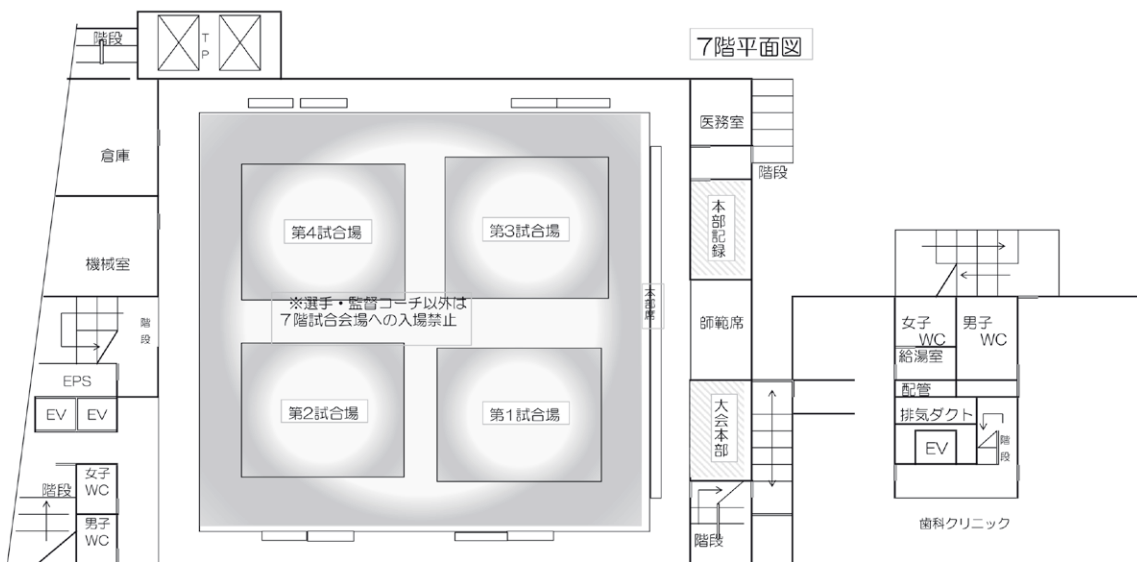 7階平面図
階段
TP
倉庫
機械室
階段
EPS
EV
EV
女子
WC
階段
男子
WC
第4試合場
第3試合場
※選手・監督コーチ以外は
7階試合会場への入場禁止
第2試合場
第1試合場
本部席
医務室
階段
本部記録
師範席
大会本部
階段
女子
WC
男子
WC
給湯室
配管
排気ダクト
EV
階段
歯科クリニック